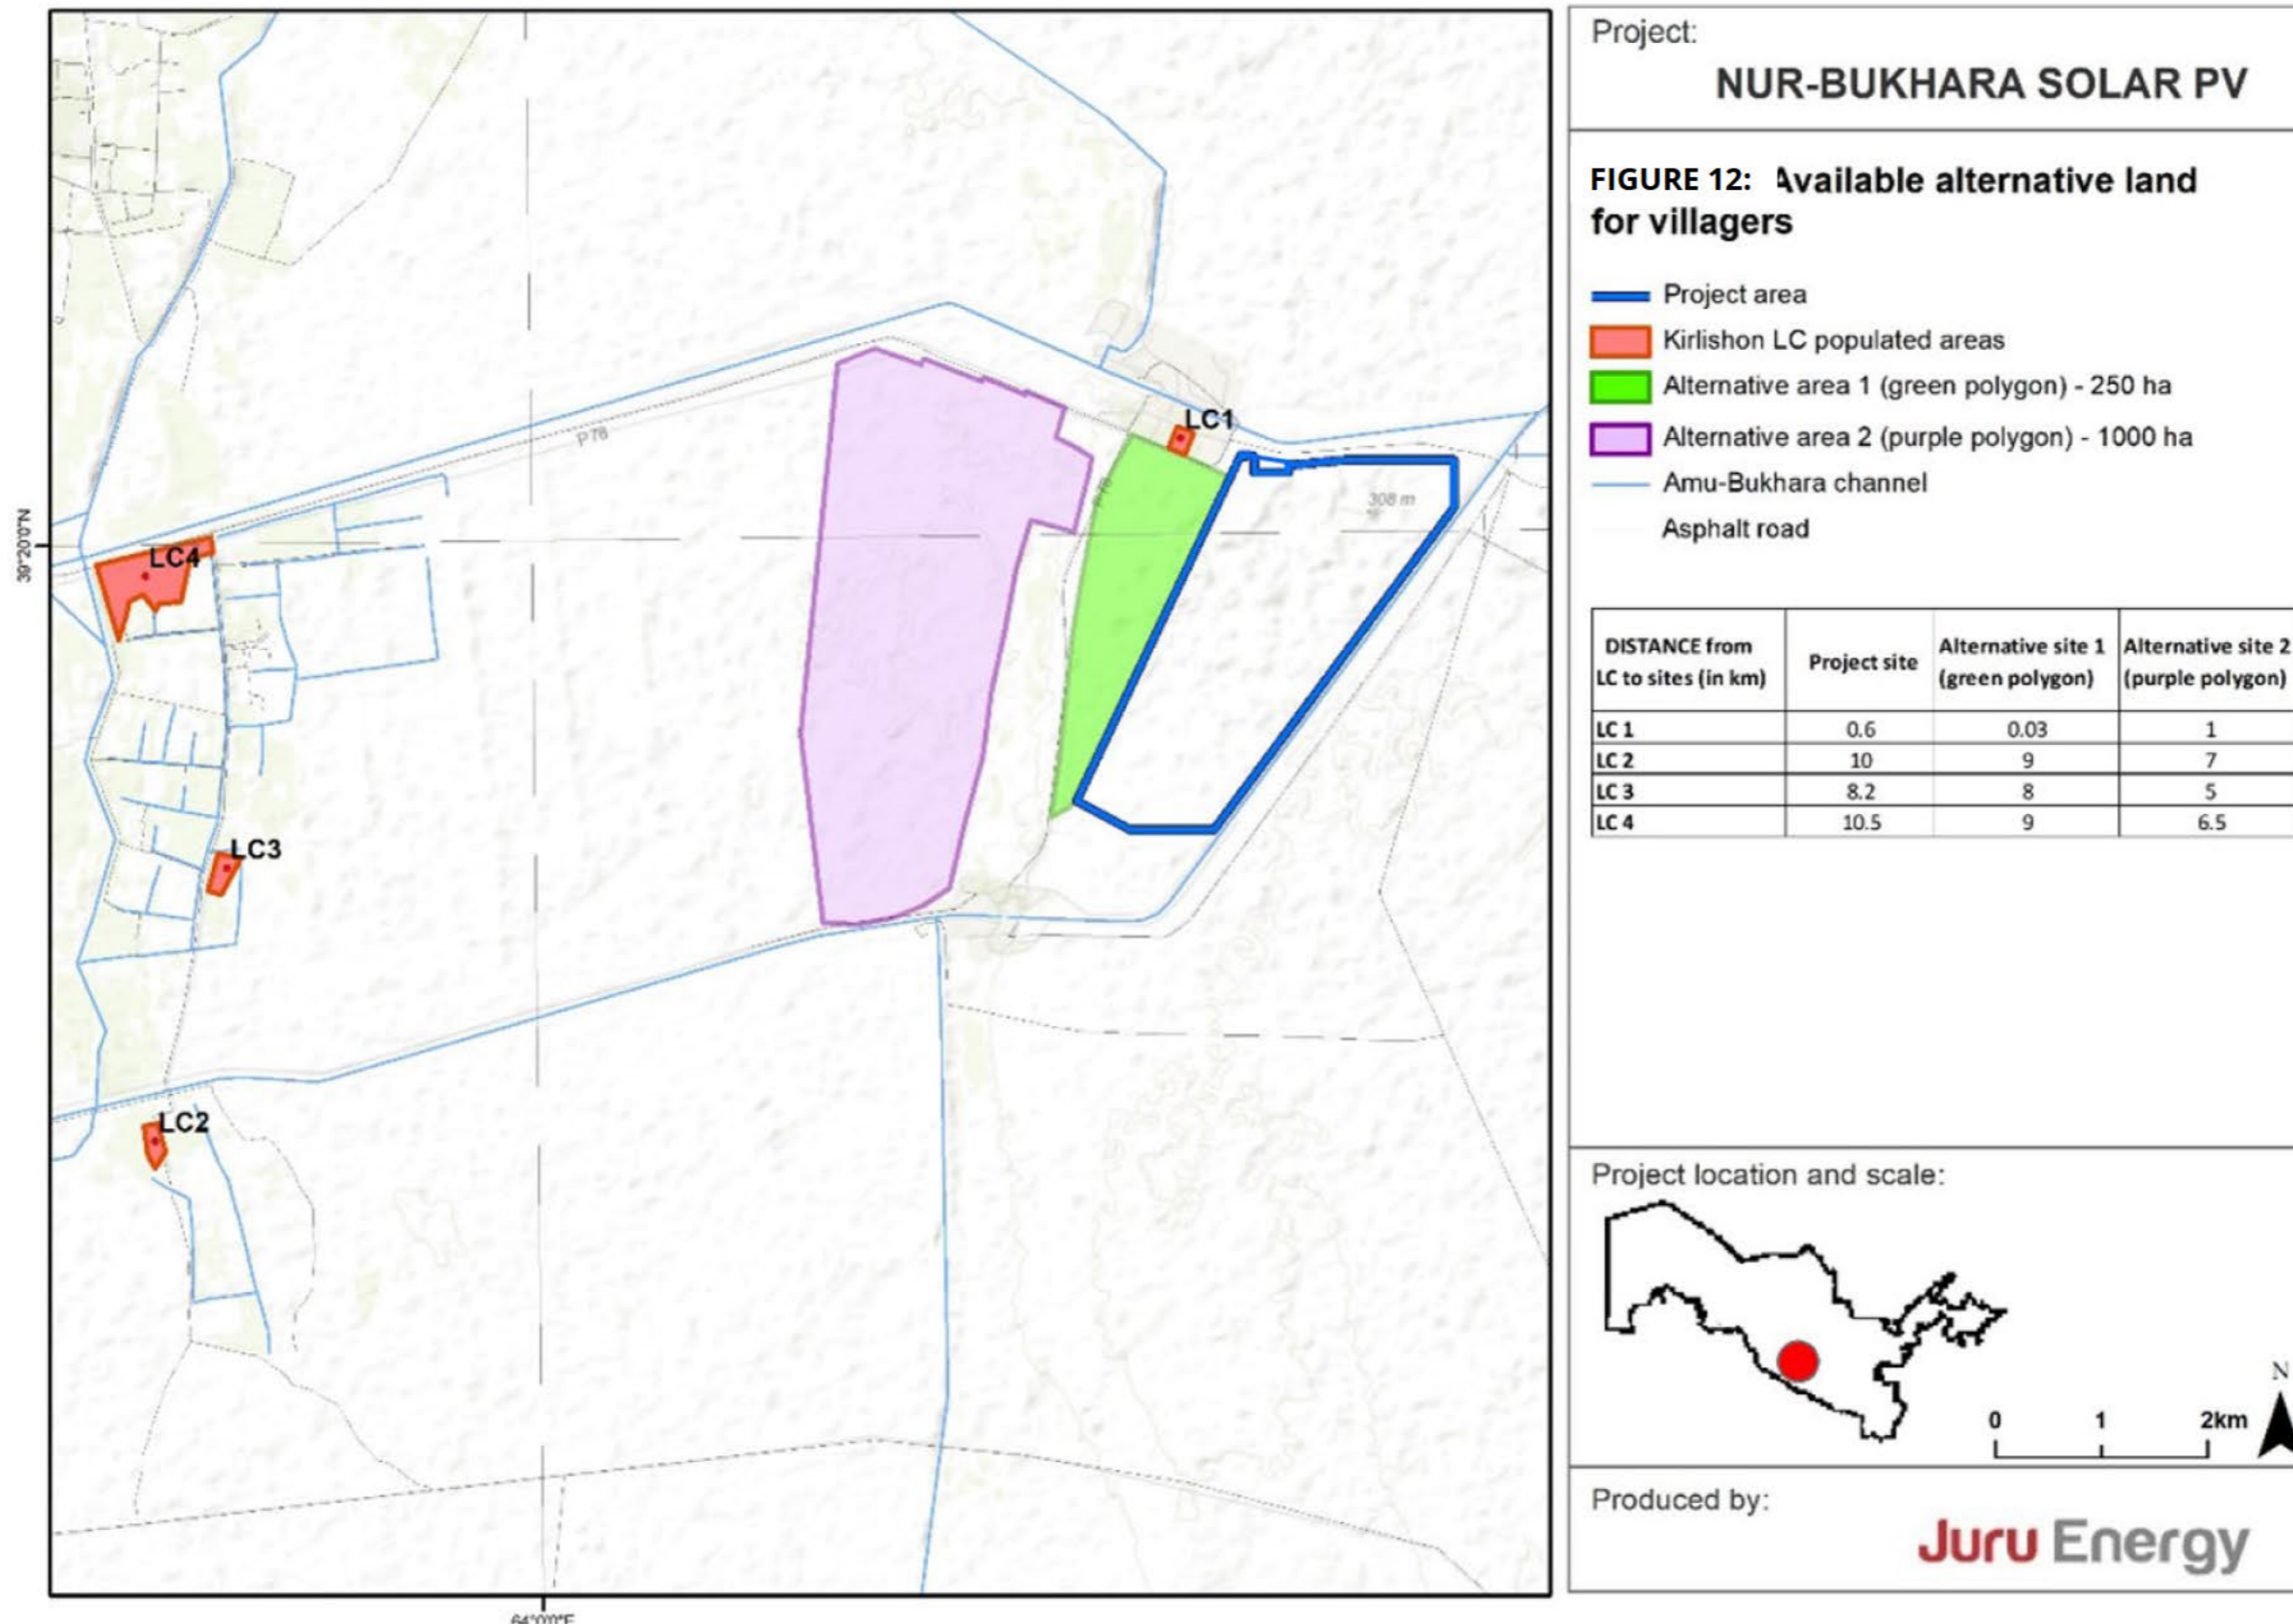 Project:
NUR-BUKHARA SOLAR PV
FIGURE 12: Available alternative land
for villagers
Project area
Kirlishon LC populated areas
Alternative area 1 (green polygon) - 250 ha
Alternative area 2 (purple polygon) - 1000 ha
Amu-Bukhara channel
Asphalt road
DISTANCE from LC to sites (in km) Project site Alternative site 1 (green polygon) Alternative site 2 (purple polygon)
LC 1 0.6 0.03 1
LC 2 10 9 7
LC 3 8.2 8 5
LC 4 10.5 9 6.5
Project location and scale:
N
0 1 2km
Produced by:
Juru Energy
LC1
P78
308 m
39°20'0"N
LC4
LC3
LC2
64°0'0"E